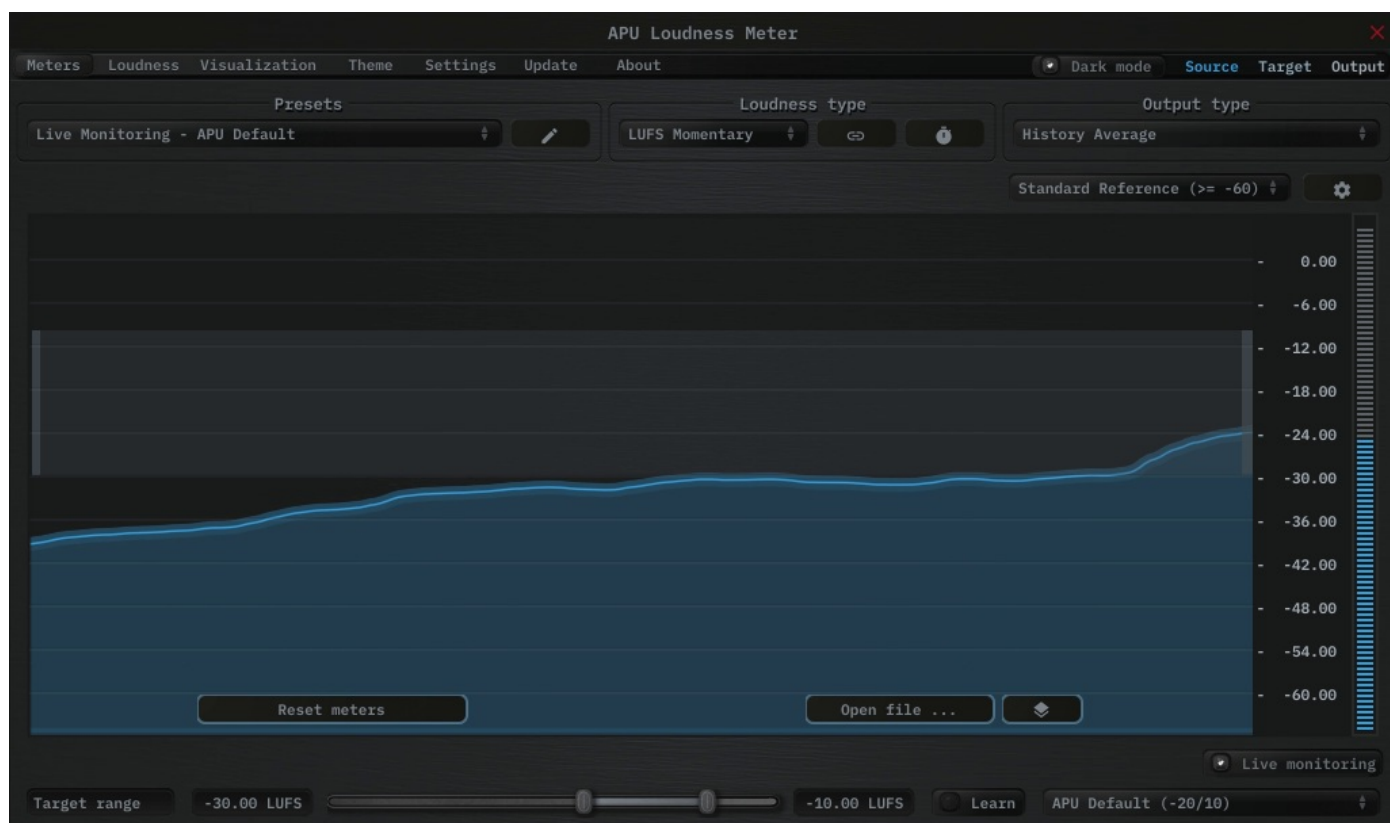 APU Loudness Meter
Meters Loudness Visualization Theme Settings Update About Dark mode Source Target Output
Presets Loudness type Output type
Live Monitoring - APU Default LUFS Momentary History Average
Standard Reference (>= -60)
- 0.00
- -6.00
- -12.00
- -18.00
- -24.00
- -30.00
- -36.00
- -42.00
- -48.00
- -54.00
- -60.00
Reset meters Open file ...
Live monitoring
Target range -30.00 LUFS -10.00 LUFS Learn APU Default (-20/10)